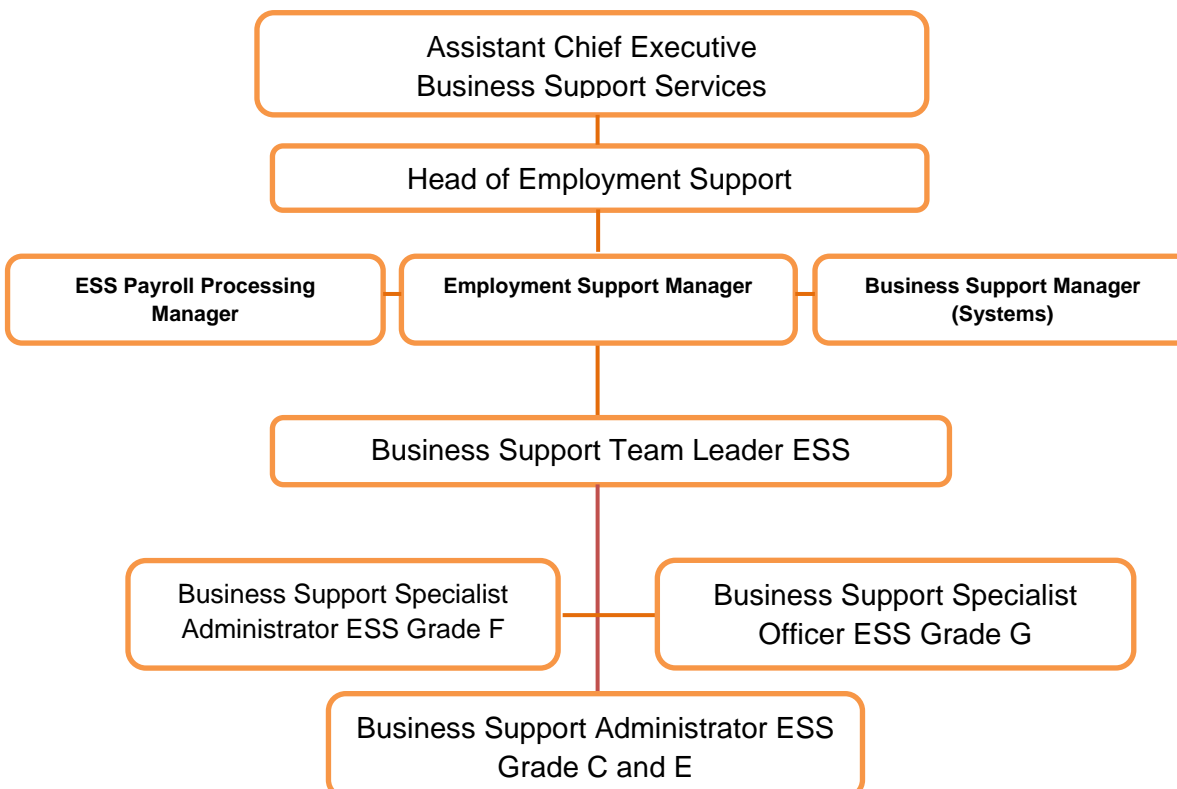 Assistant Chief Executive
Business Support Services
Head of Employment Support
ESS Payroll Processing
Manager
Employment Support Manager
Business Support Manager
(Systems)
Business Support Team Leader ESS
Business Support Specialist
Administrator ESS Grade F
Business Support Specialist
Officer ESS Grade G
Business Support Administrator ESS
Grade C and E